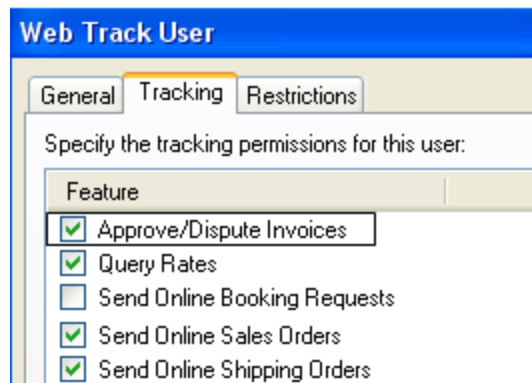 Web Track User
General Tracking Restrictions
Specify the tracking permissions for this user:
Feature
Approve/Dispute Invoices
Query Rates
Send Online Booking Requests
Send Online Sales Orders
Send Online Shipping Orders